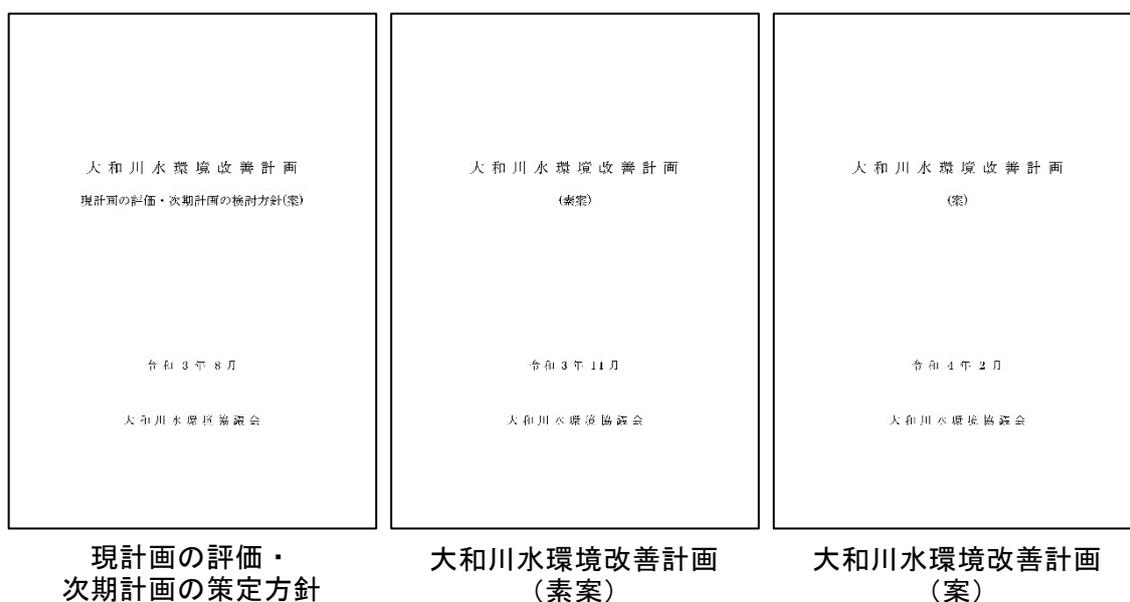 大和川水環境改善計画
現計画の評価・次期計画の検討方針(案)
令和3年8月
大和川水環境協議会
大和川水環境改善計画
(素案)
令和3年11月
大和川水環境協議会
大和川水環境改善計画
(案)
令和4年2月
大和川水環境協議会
現計画の評価・
次期計画の策定方針
大和川水環境改善計画
（素案）
大和川水環境改善計画
（案）